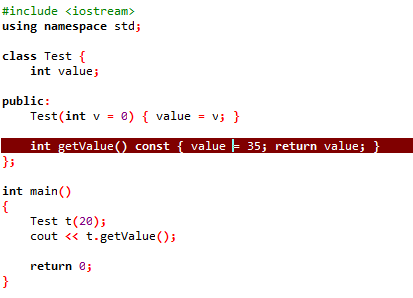 #include <iostream>
using namespace std;
class Test {
int value;
public:
Test(int v = 0) { value = v; }
int getValue() const { value = 35; return value; }
};
int main()
{
Test t(20);
cout << t.getValue();
return 0;
}